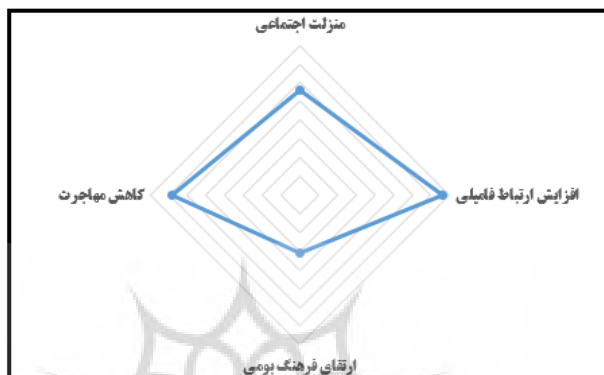 منزلت اجتماعی
افزایش ارتباط فامیلی
کاهش مهاجرت
ارتقای فرهنگ بومی